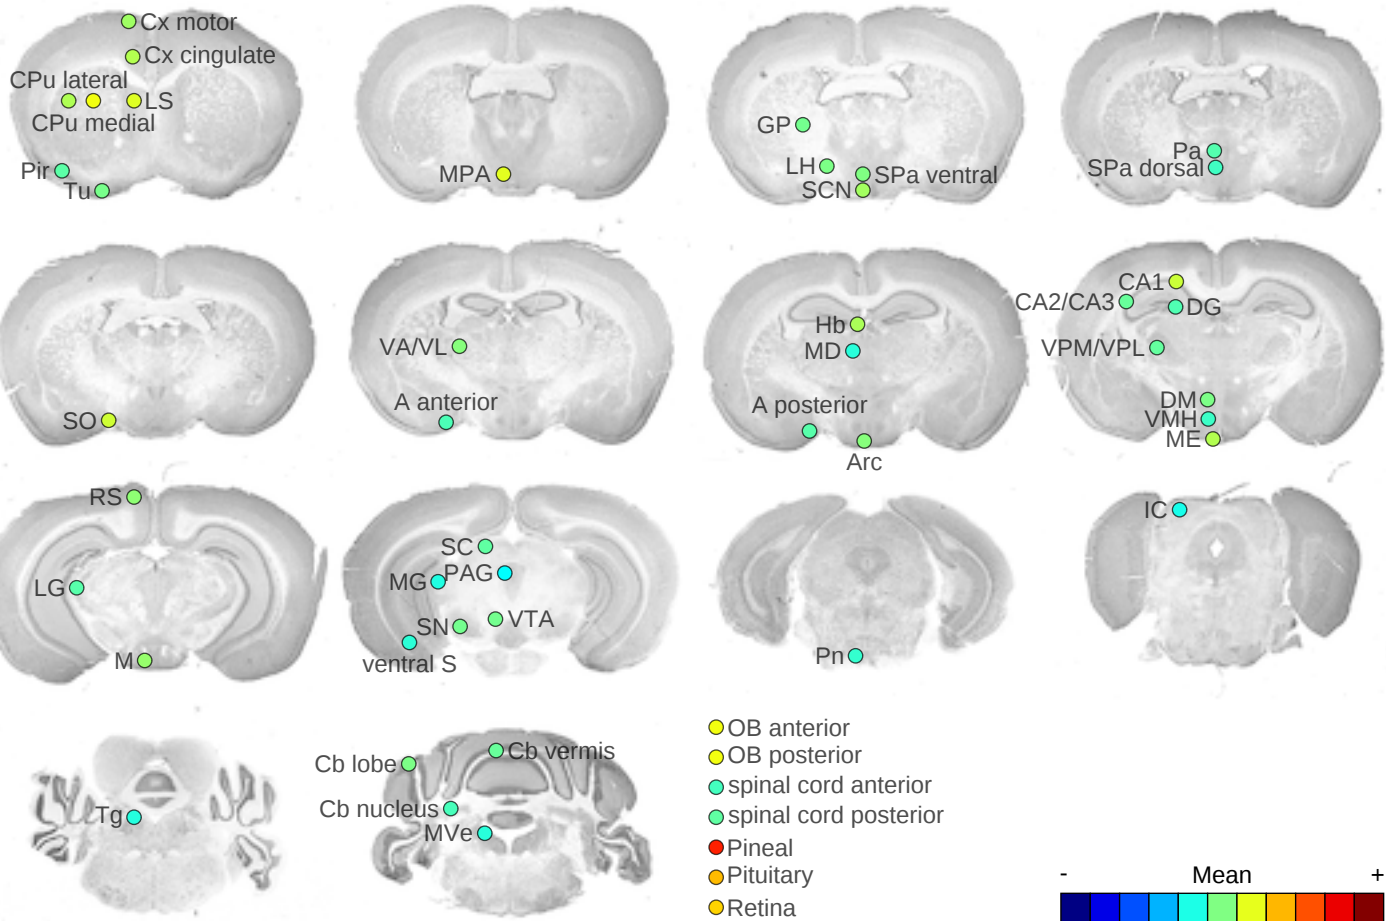 Cx motor
Cx cingulate
CPu lateral
LS
CPu medial
Pir
Tu
MPA
GP
LH
SPa ventral
SCN
Pa
SPa dorsal
SO
VA/VL
A anterior
Hb
MD
A posterior
Arc
CA1
CA2/CA3
DG
VPM/VPL
DM
VMH
ME
RS
LG
M
SC
MG
PAG
SN
VTA
ventral S
Pn
IC
Tg
Cb lobe
Cb vermis
Cb nucleus
MVe
OB anterior
OB posterior
spinal cord anterior
spinal cord posterior
Pineal
Pituitary
Retina
- Mean +